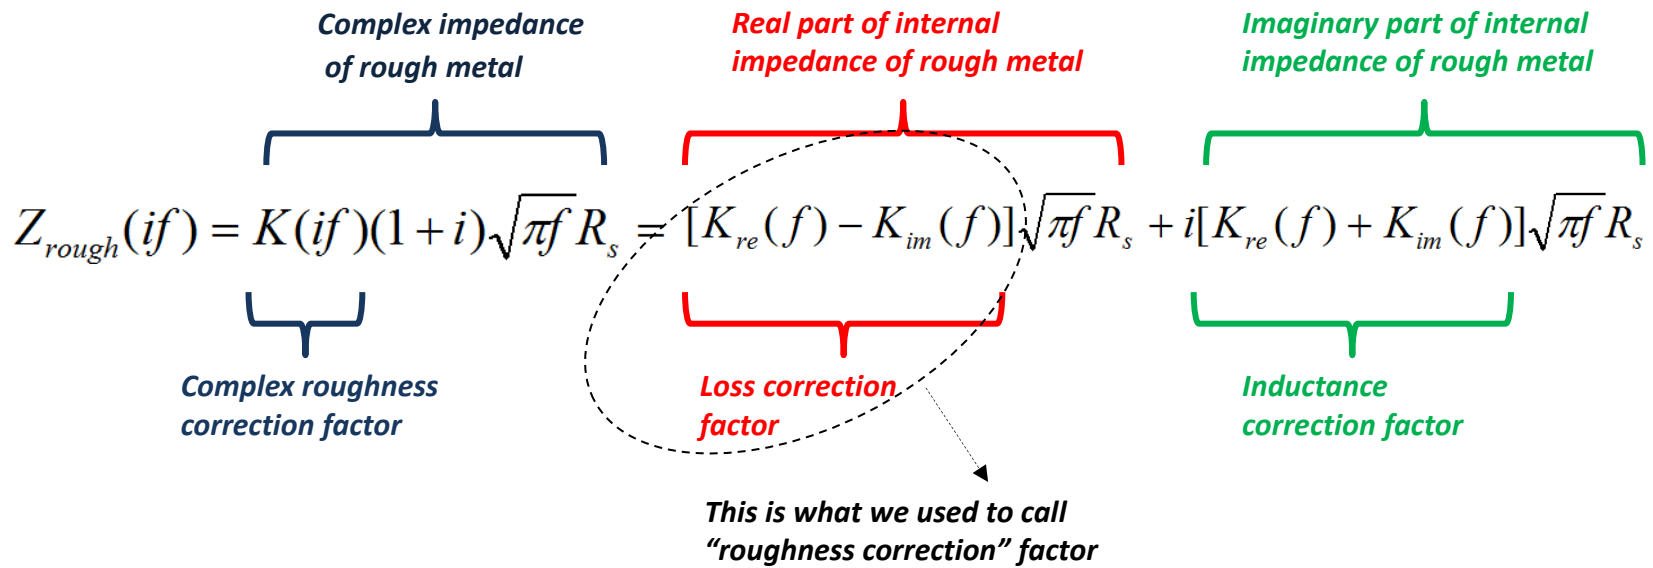 Complex impedance
of rough metal
Real part of internal
impedance of rough metal
Imaginary part of internal
impedance of rough metal
Z_rough(if) = K(if)(1+i)√πf R_s = [K_re(f) − K_im(f)]√πf R_s + i[K_re(f) + K_im(f)]√πf R_s
Complex roughness
correction factor
Loss correction
factor
Inductance
correction factor
This is what we used to call
“roughness correction” factor